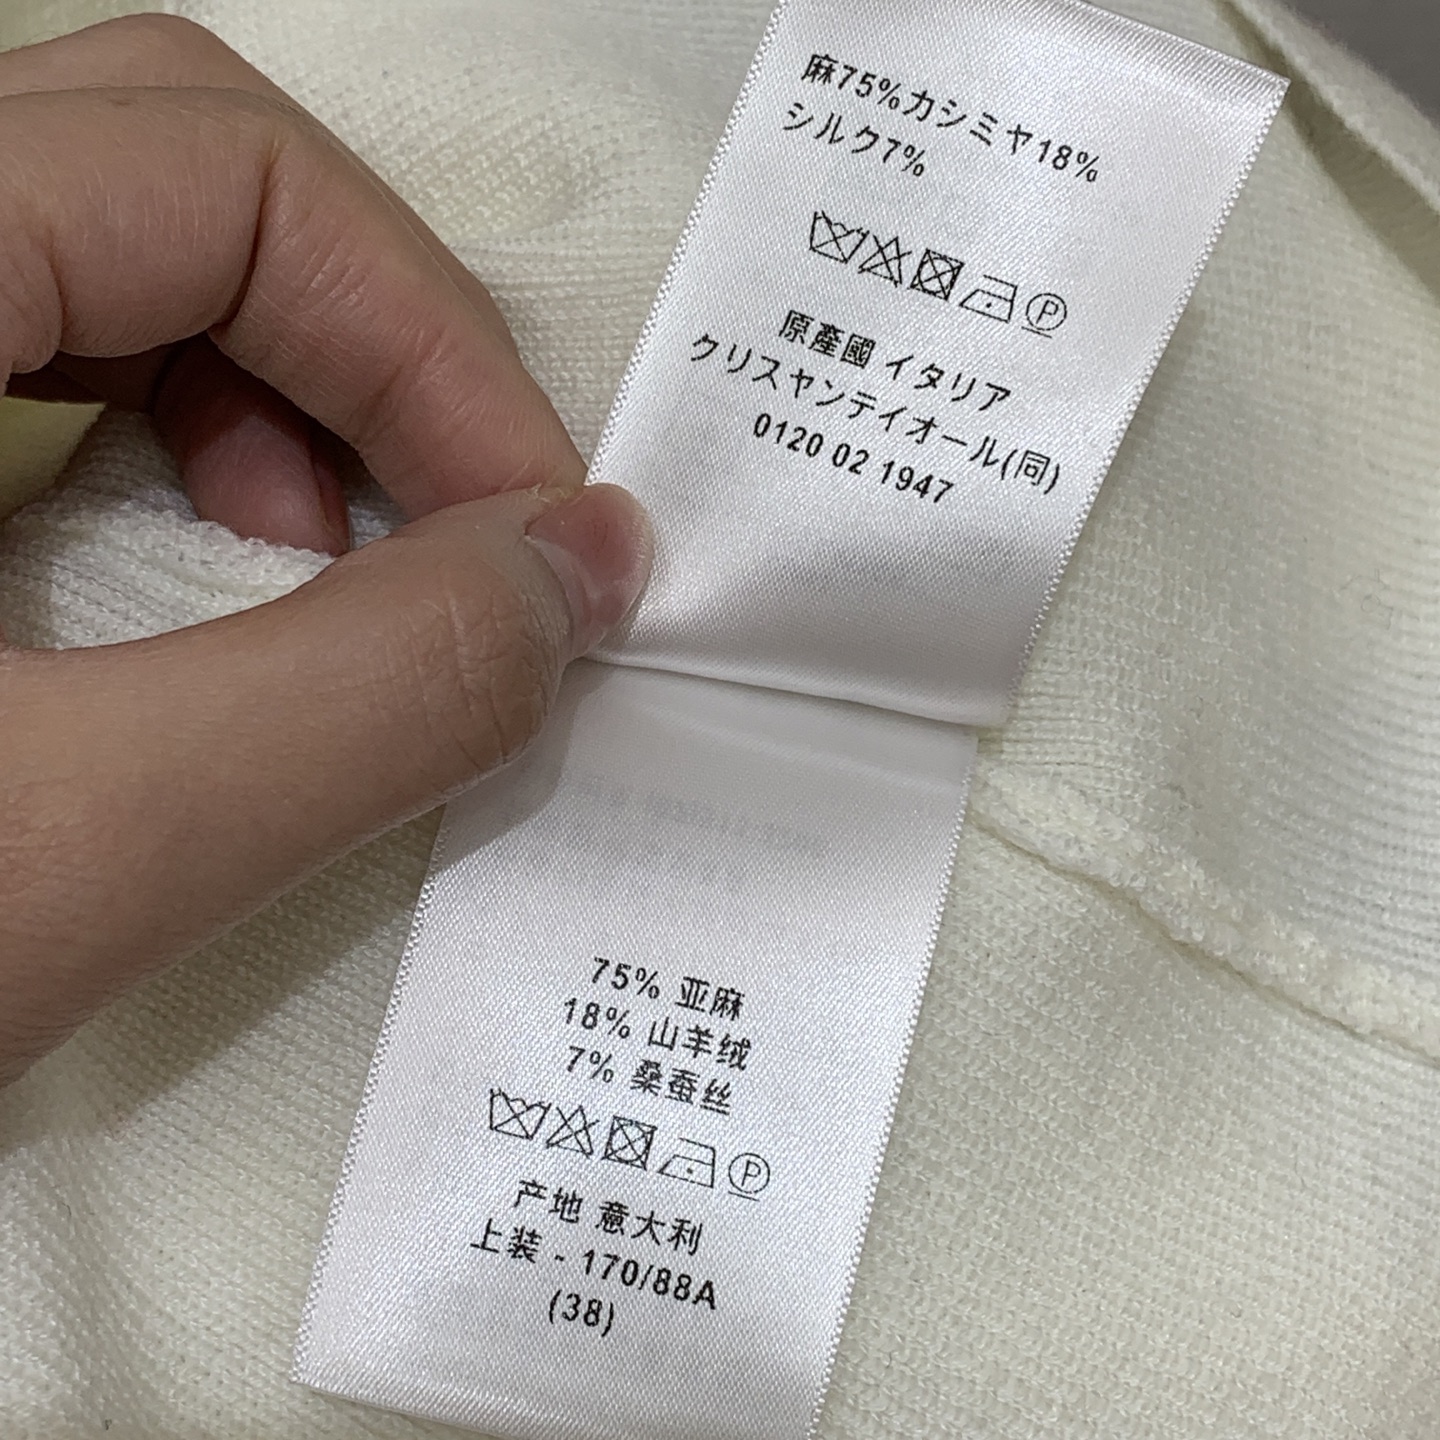 麻75%カシミヤ18%
シルク7%
P
原產國 イタリア
クリスヤンディオール(同)
0120 02 1947
75% 亚麻
18% 山羊绒
7% 桑蚕丝
P
产地 意大利
上装 - 170/88A
(38)